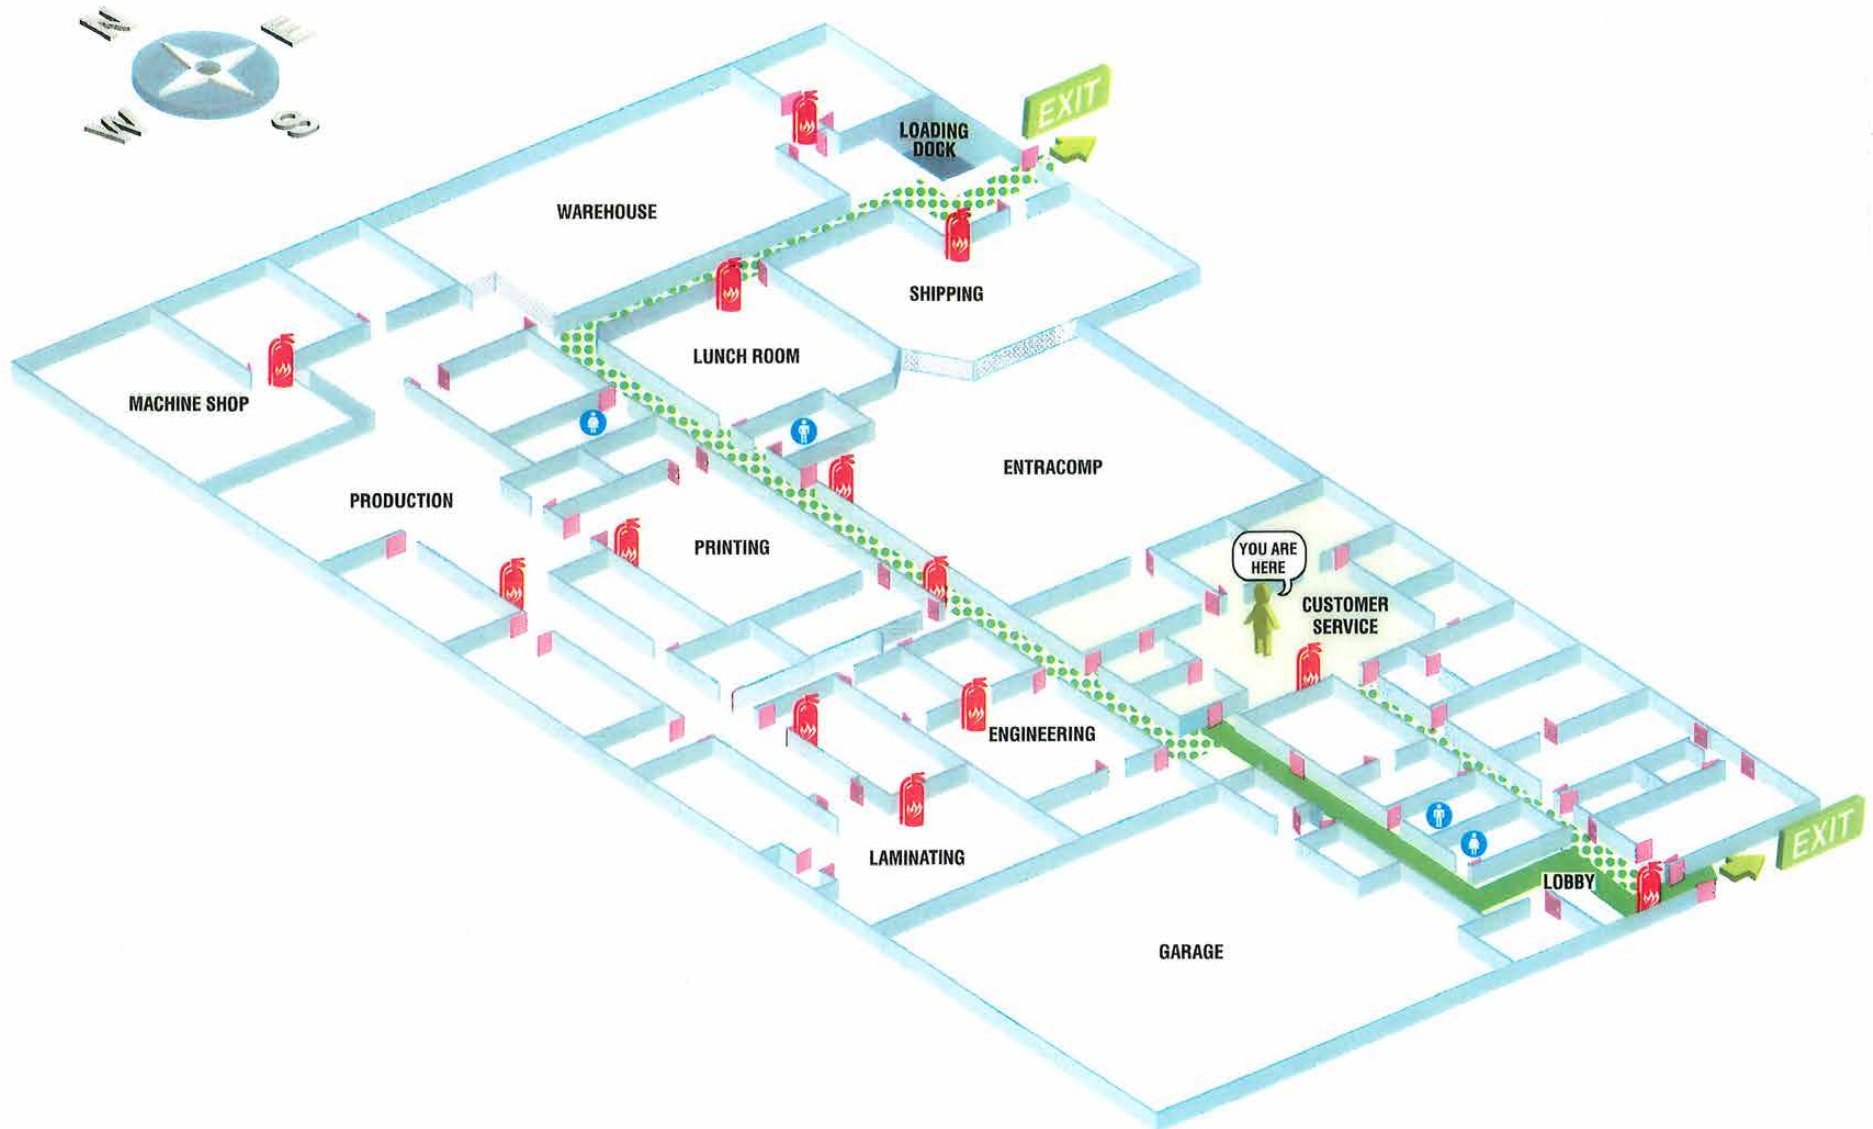 N
E
W
S
EXIT
LOADING
DOCK
WAREHOUSE
SHIPPING
LUNCH ROOM
MACHINE SHOP
ENTRACOMP
PRODUCTION
PRINTING
YOU ARE
HERE
CUSTOMER
SERVICE
ENGINEERING
LAMINATING
EXIT
LOBBY
GARAGE